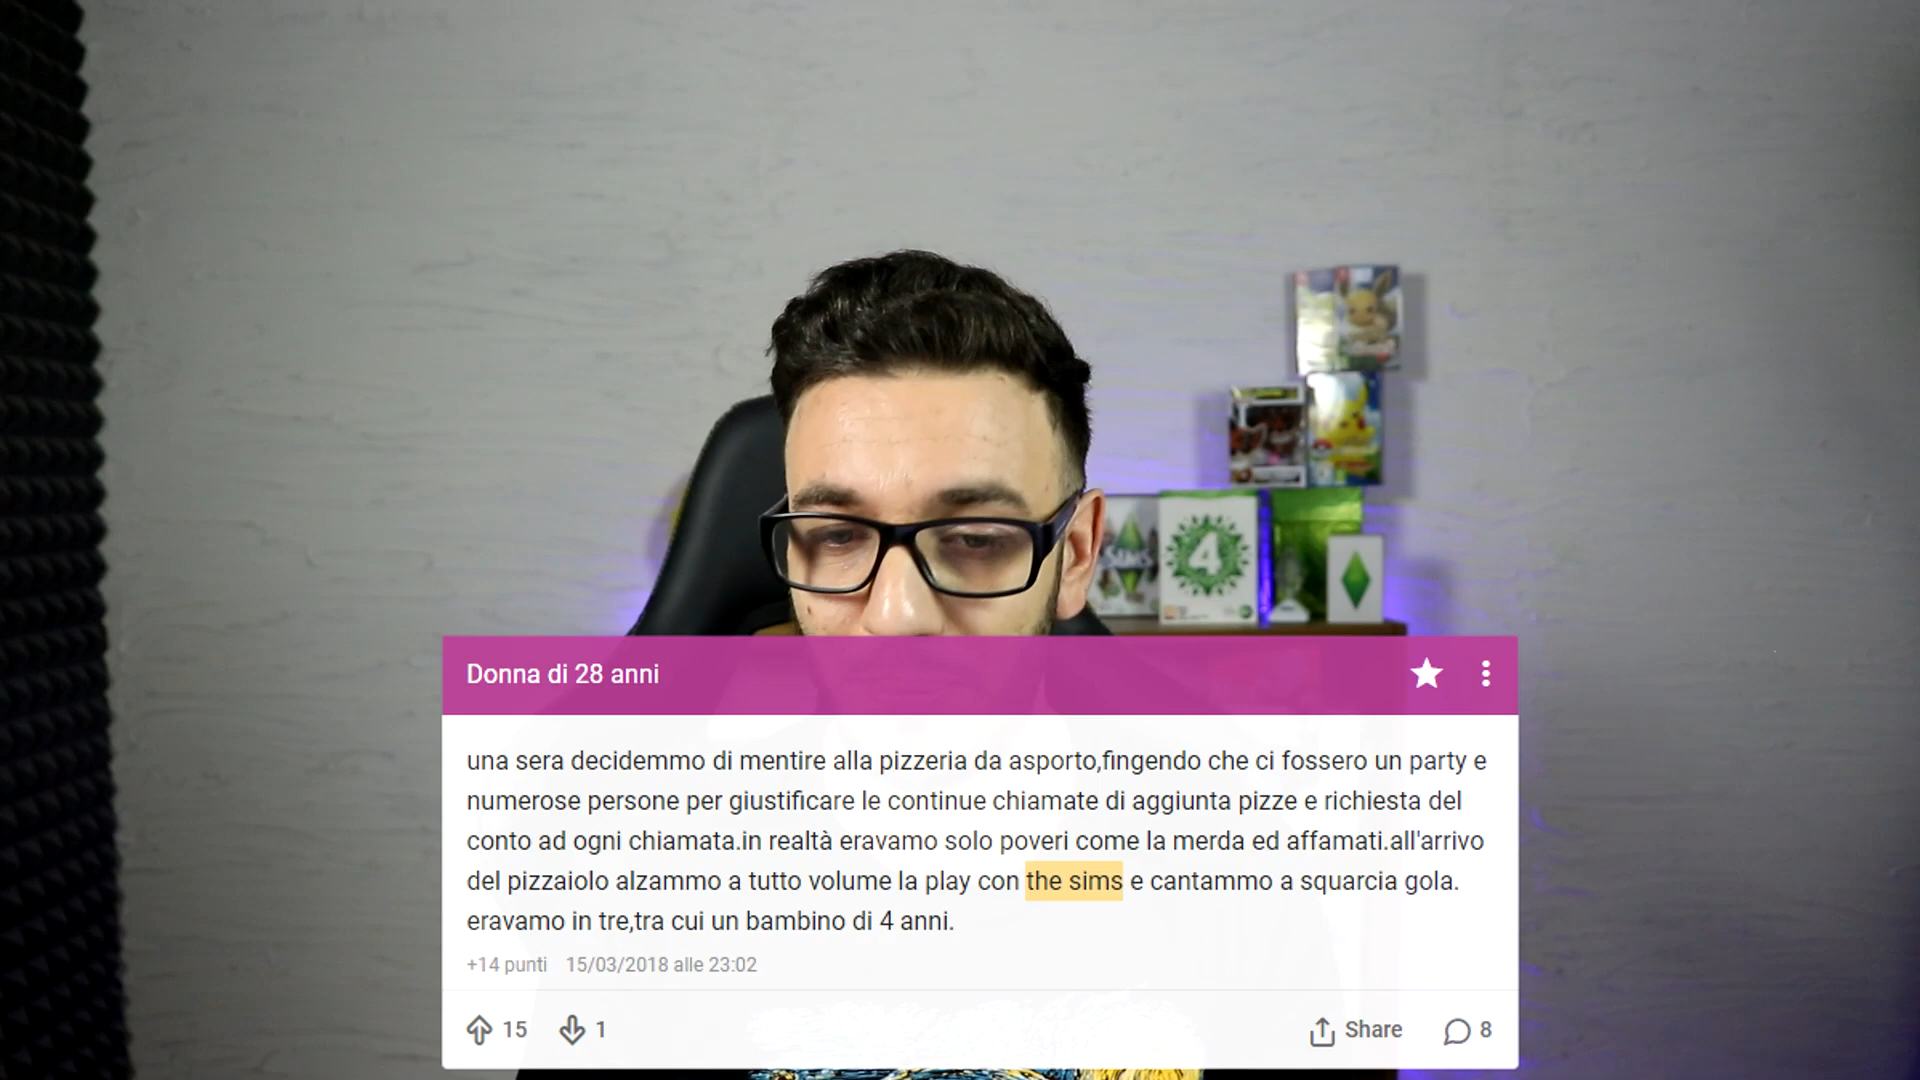 SIMS
4
Donna di 28 anni
una sera decidemmo di mentire alla pizzeria da asporto,fingendo che ci fossero un party e
numerose persone per giustificare le continue chiamate di aggiunta pizze e richiesta del
conto ad ogni chiamata.in realtà eravamo solo poveri come la merda ed affamati.all'arrivo
del pizzaiolo alzammo a tutto volume la play con the sims e cantammo a squarcia gola.
eravamo in tre,tra cui un bambino di 4 anni.
+14 punti 15/03/2018 alle 23:02
15 1 Share 8